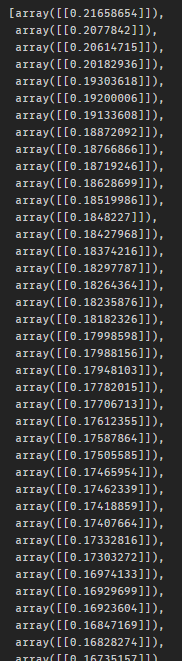 [array([[0.21658654]]),
array([[0.2077842]]),
array([[0.20614715]]),
array([[0.20182936]]),
array([[0.19303618]]),
array([[0.19200006]]),
array([[0.19133608]]),
array([[0.18872092]]),
array([[0.18766866]]),
array([[0.18719246]]),
array([[0.18628699]]),
array([[0.18519986]]),
array([[0.1848227]]),
array([[0.18427968]]),
array([[0.18374216]]),
array([[0.18297787]]),
array([[0.18264364]]),
array([[0.18235876]]),
array([[0.18182326]]),
array([[0.17998598]]),
array([[0.17988156]]),
array([[0.17948103]]),
array([[0.17782015]]),
array([[0.17706713]]),
array([[0.17612355]]),
array([[0.17587864]]),
array([[0.17505585]]),
array([[0.17465954]]),
array([[0.17462339]]),
array([[0.17418859]]),
array([[0.17407664]]),
array([[0.17332816]]),
array([[0.17303272]]),
array([[0.16974133]]),
array([[0.16929699]]),
array([[0.16923604]]),
array([[0.16847169]]),
array([[0.16828274]]),
array([[0.16735157]]),